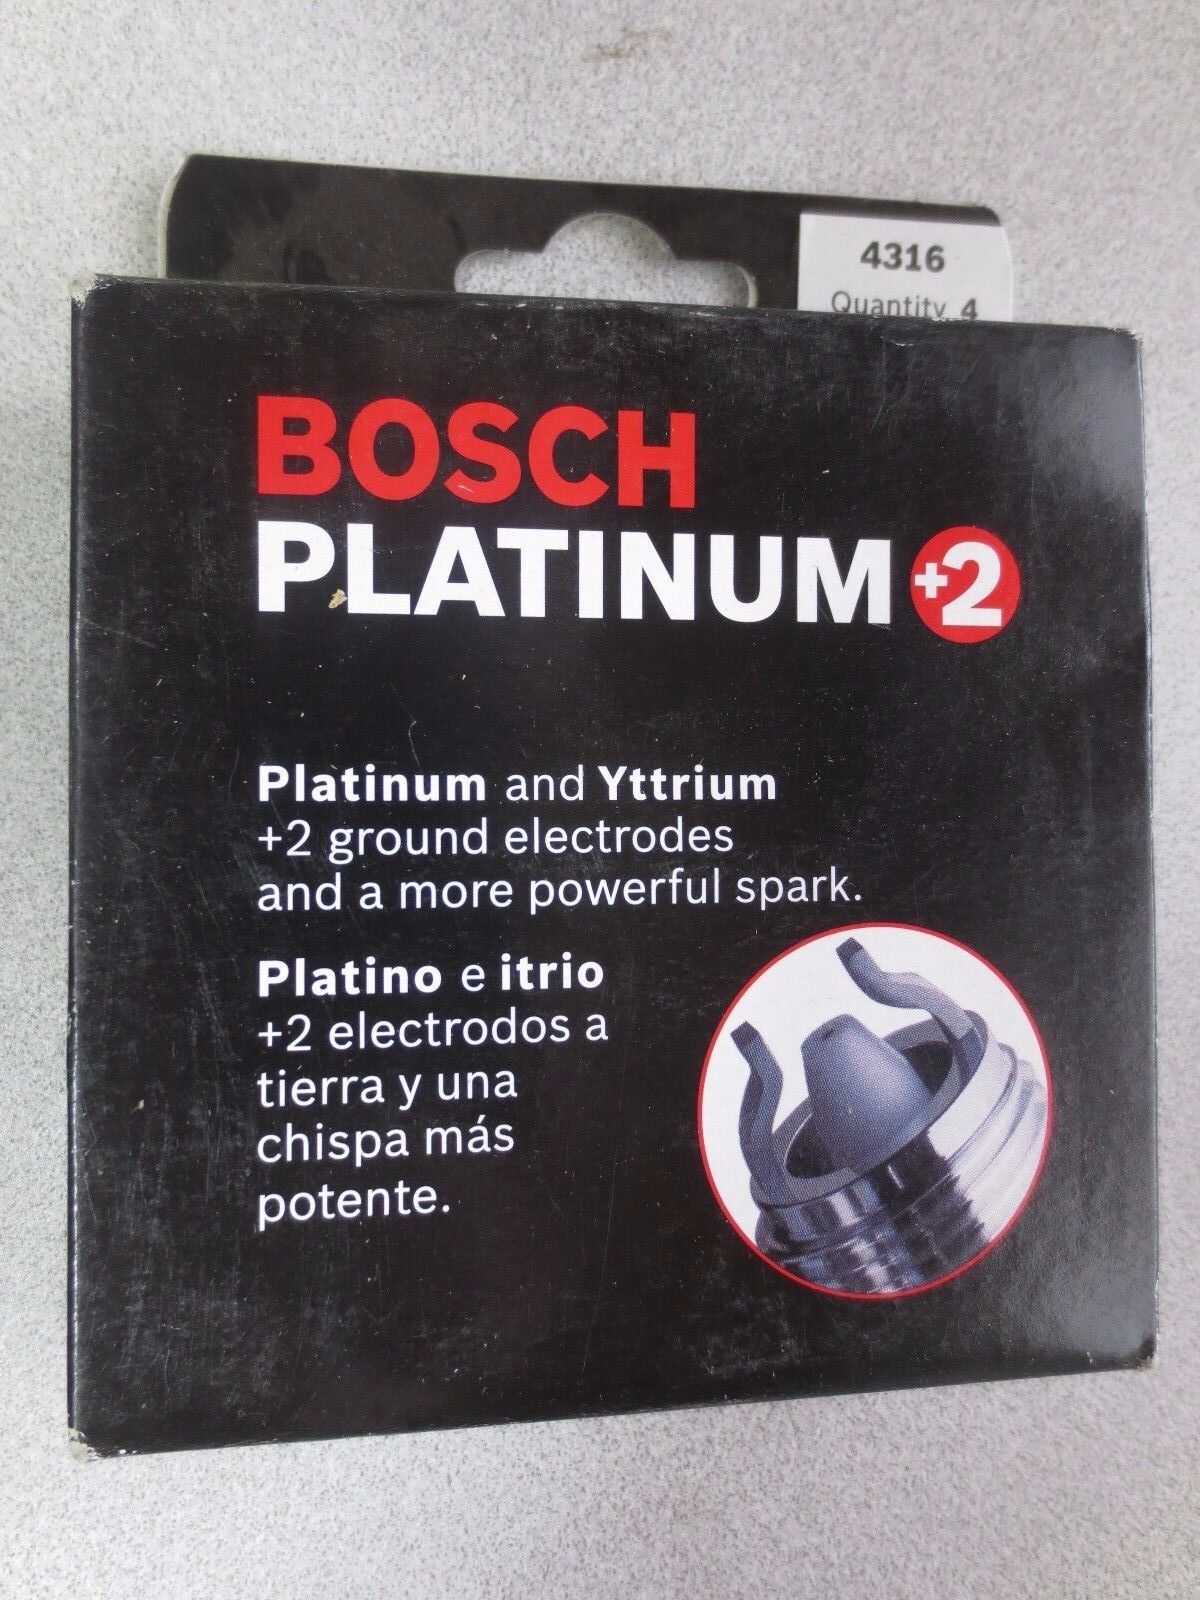 4316
Quantity 4
BOSCH
PLATINUM +2
Platinum and Yttrium
+2 ground electrodes
and a more powerful spark.
Platino e itrio
+2 electrodos a
tierra y una
chispa más
potente.